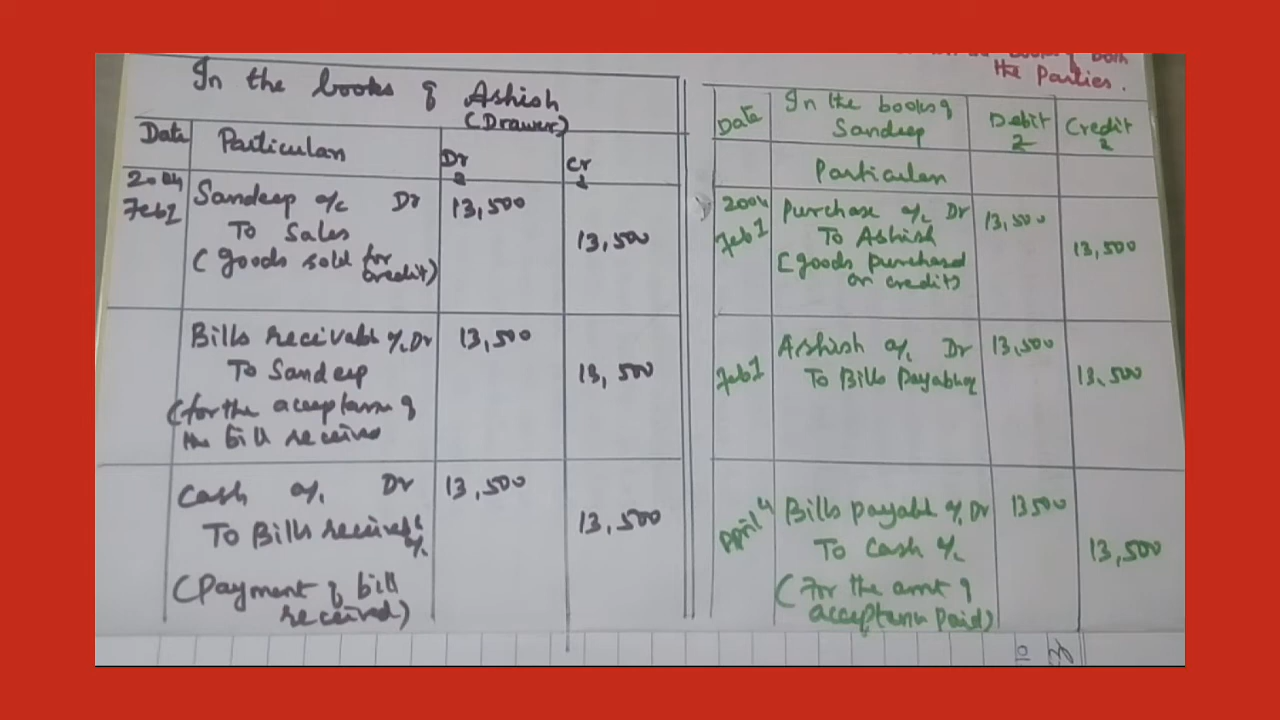 the Parties.
In the books of Ashish
(Drawer)
Date Particulars Dr Cr
2004
Feb 1 Sandeep a/c Dr 13,500
To Sales 13,500
(goods sold for
credit)
Bills receivable a/c Dr 13,500
To Sandeep 13,500
(for the acceptance of
the bill received
Cash a/c Dr 13,500
To Bills receivable
a/c 13,500
(Payment of bill
received)
Date In the books of
Sandeep Debit Credit
Particulars
2004
Feb 1 Purchase a/c Dr 13,500
To Ashish 13,500
(goods purchased
on credit)
Feb 1 Ashish a/c Dr 13,500
To Bills Payable 13,500
April 4 Bills payable a/c Dr 13500
To Cash a/c 13,500
(For the amt of
acceptance paid)